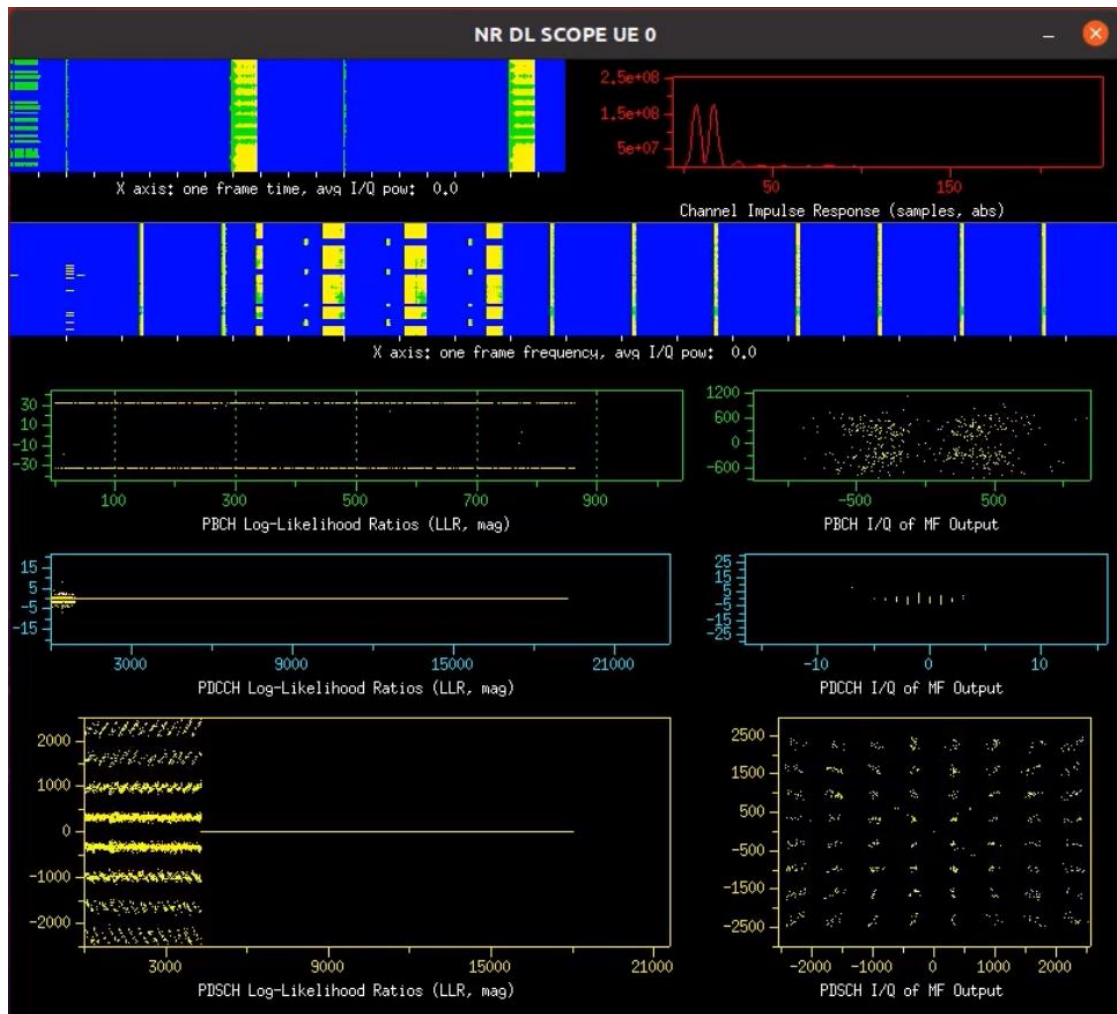 NR DL SCOPE UE 0
2.5e+08
1.5e+08
5e+07
50 150
X axis: one frame time, avg I/Q pow: 0.0
Channel Impulse Response (samples, abs)
X axis: one frame frequency, avg I/Q pow: 0.0
30
10
-10
-30
100 300 500 700 900
PBCH Log-Likelihood Ratios (LLR, mag)
1200
600
0
-600
-500 500
PBCH I/Q of MF Output
15
5
-5
-15
3000 9000 15000 21000
PDCCH Log-Likelihood Ratios (LLR, mag)
25
15
5
-5
-15
-25
-10 0 10
PDCCH I/Q of MF Output
2000
1000
0
-1000
-2000
3000 9000 15000 21000
PDSCH Log-Likelihood Ratios (LLR, mag)
2500
1500
500
-500
-1500
-2500
-2000 -1000 0 1000 2000
PDSCH I/Q of MF Output